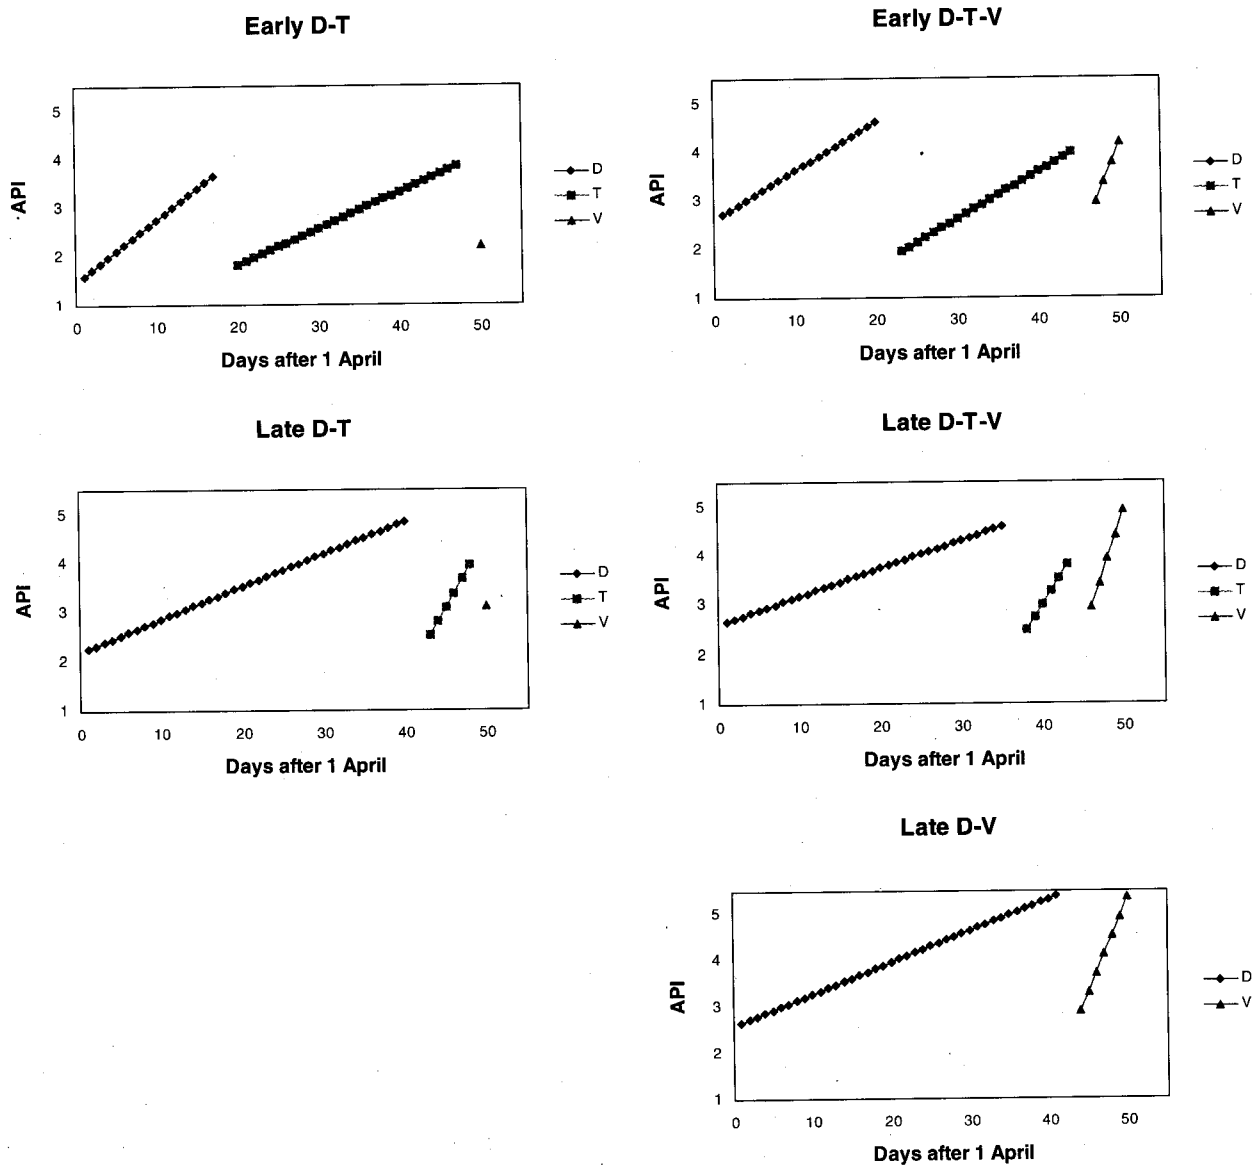 Early D-T
5
4
3
2
1
API
0 10 20 30 40 50
Days after 1 April
D
T
V
Early D-T-V
5
4
3
2
1
API
0 10 20 30 40 50
Days after 1 April
D
T
V
Late D-T
5
4
3
2
1
API
0 10 20 30 40 50
Days after 1 April
D
T
V
Late D-T-V
5
4
3
2
1
API
0 10 20 30 40 50
Days after 1 April
D
T
V
Late D-V
5
4
3
2
1
API
0 10 20 30 40 50
Days after 1 April
D
V